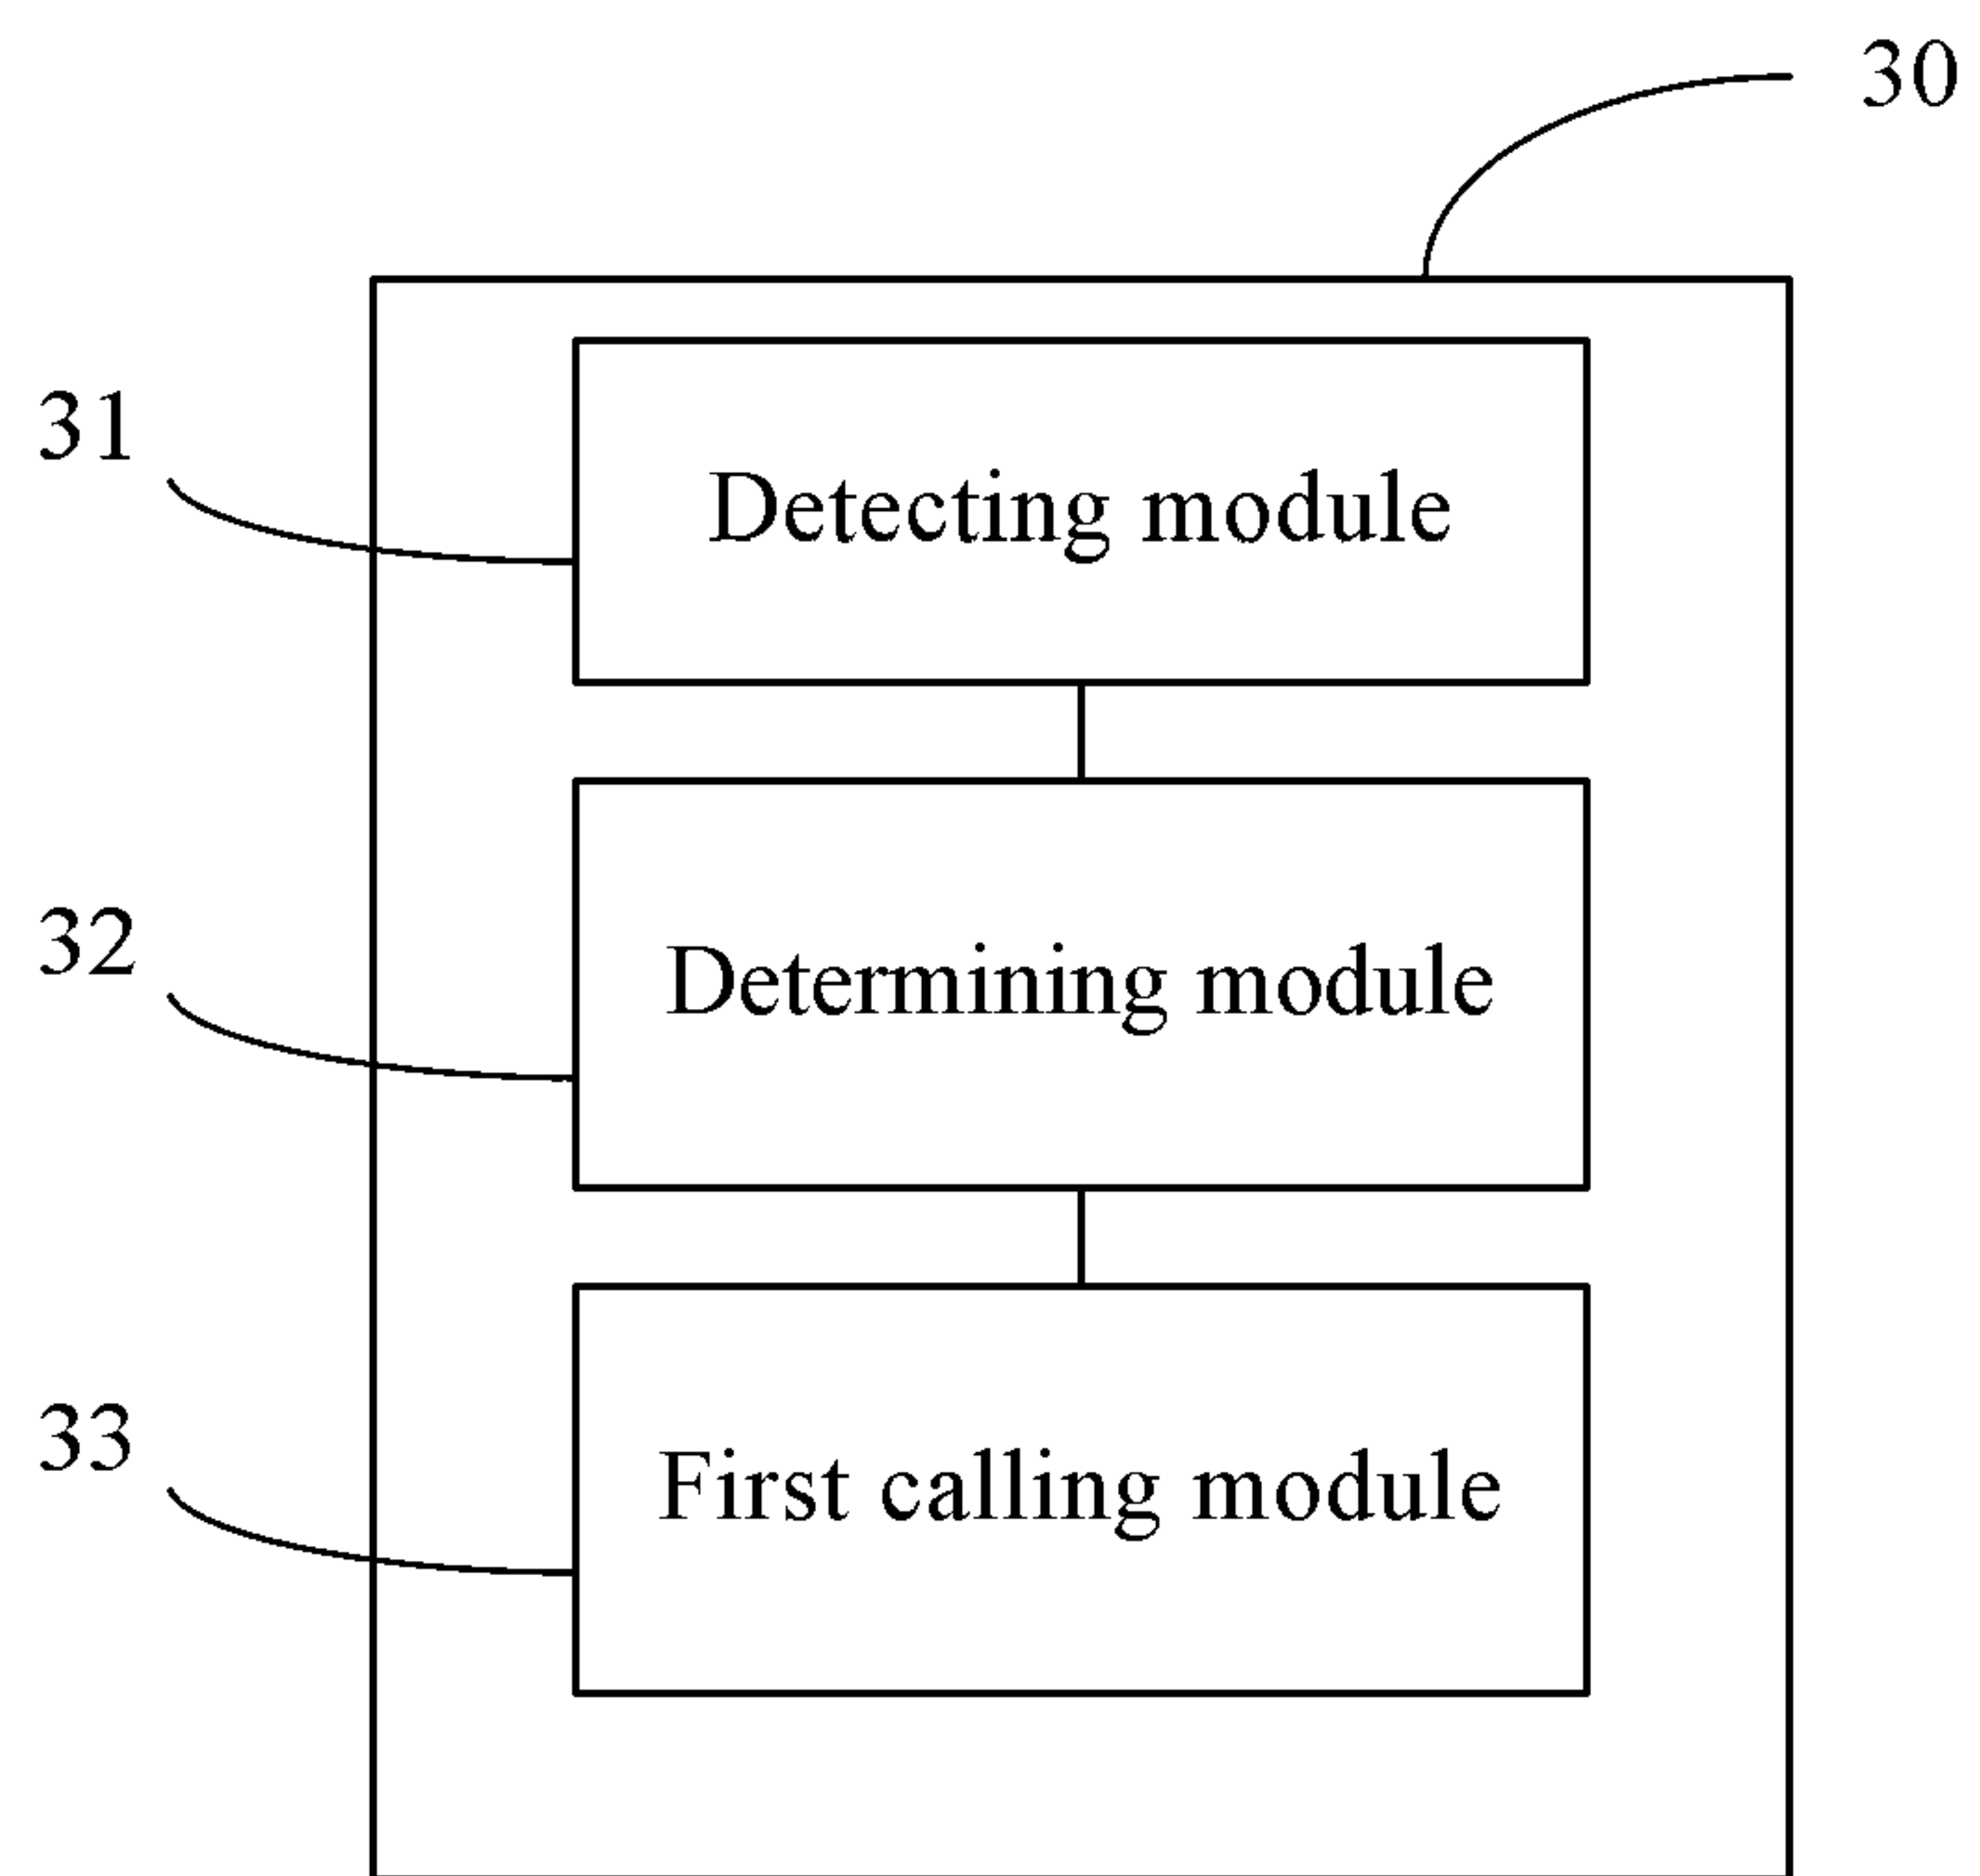 30
31
Detecting module
32
Determining module
33
First calling module